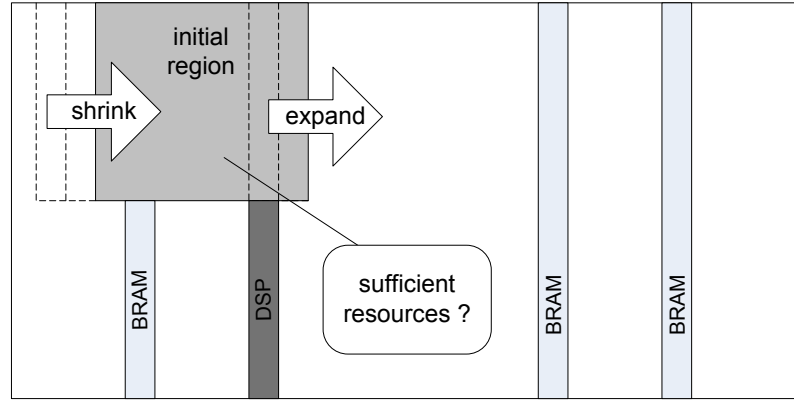 initial
region
shrink
expand
sufficient
resources ?
BRAM
DSP
BRAM
BRAM